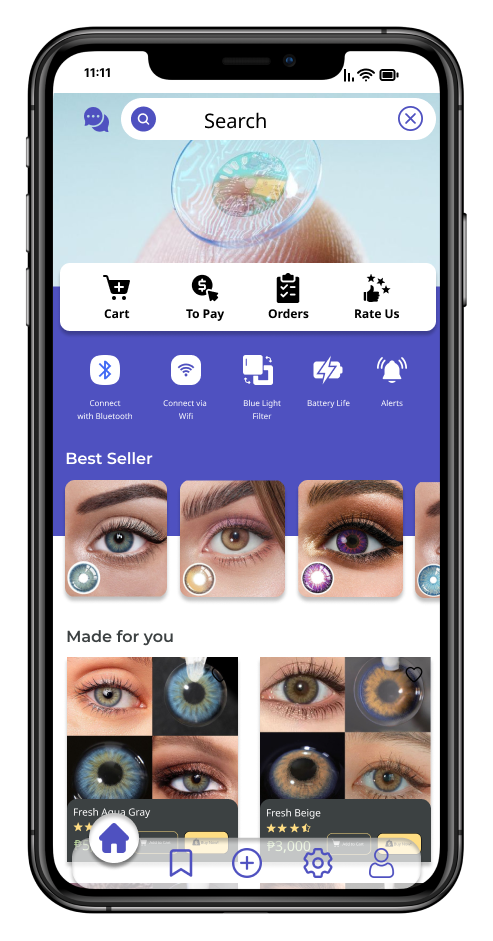 11:11
Search
Cart To Pay Orders Rate Us
Connect with Bluetooth
Connect via Wifi
Blue Light Filter
Battery Life
Alerts
Best Seller
Made for you
Fresh Aqua Gray
Fresh Beige
₱3,000